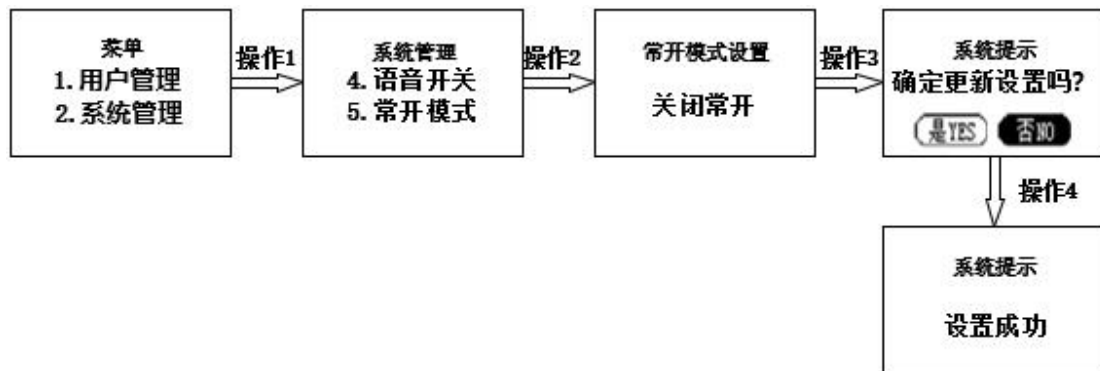 菜单
1. 用户管理
2. 系统管理
操作1
系统管理
4. 语音开关
5. 常开模式
操作2
常开模式设置
关闭常开
操作3
系统提示
确定更新设置吗?
是YES 否NO
操作4
系统提示
设置成功